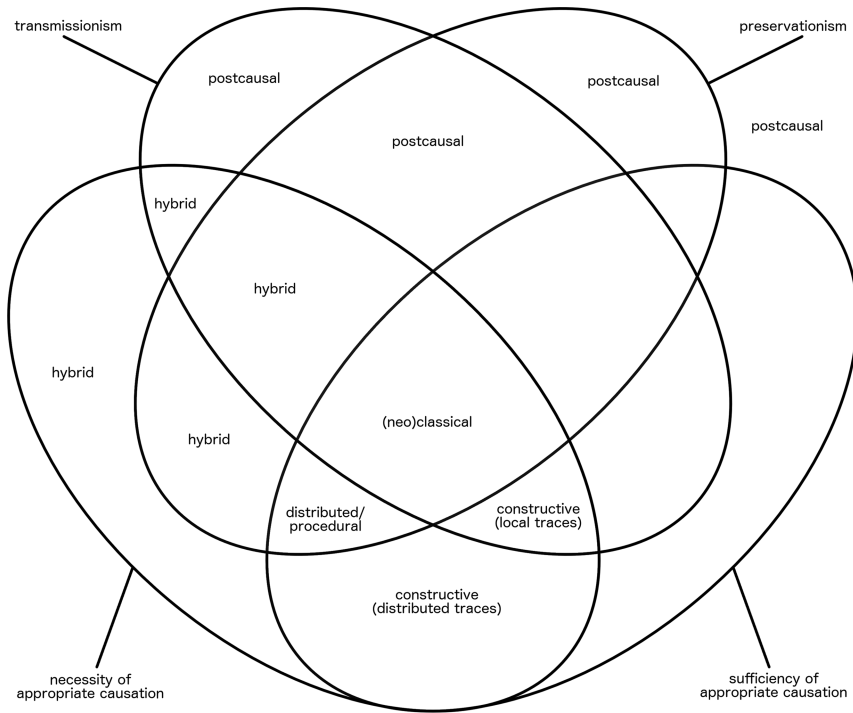 transmissionism
preservationism
postcausal
postcausal
postcausal
postcausal
hybrid
hybrid
hybrid
(neo)classical
hybrid
distributed/
procedural
constructive
(local traces)
constructive
(distributed traces)
necessity of
appropriate causation
sufficiency of
appropriate causation